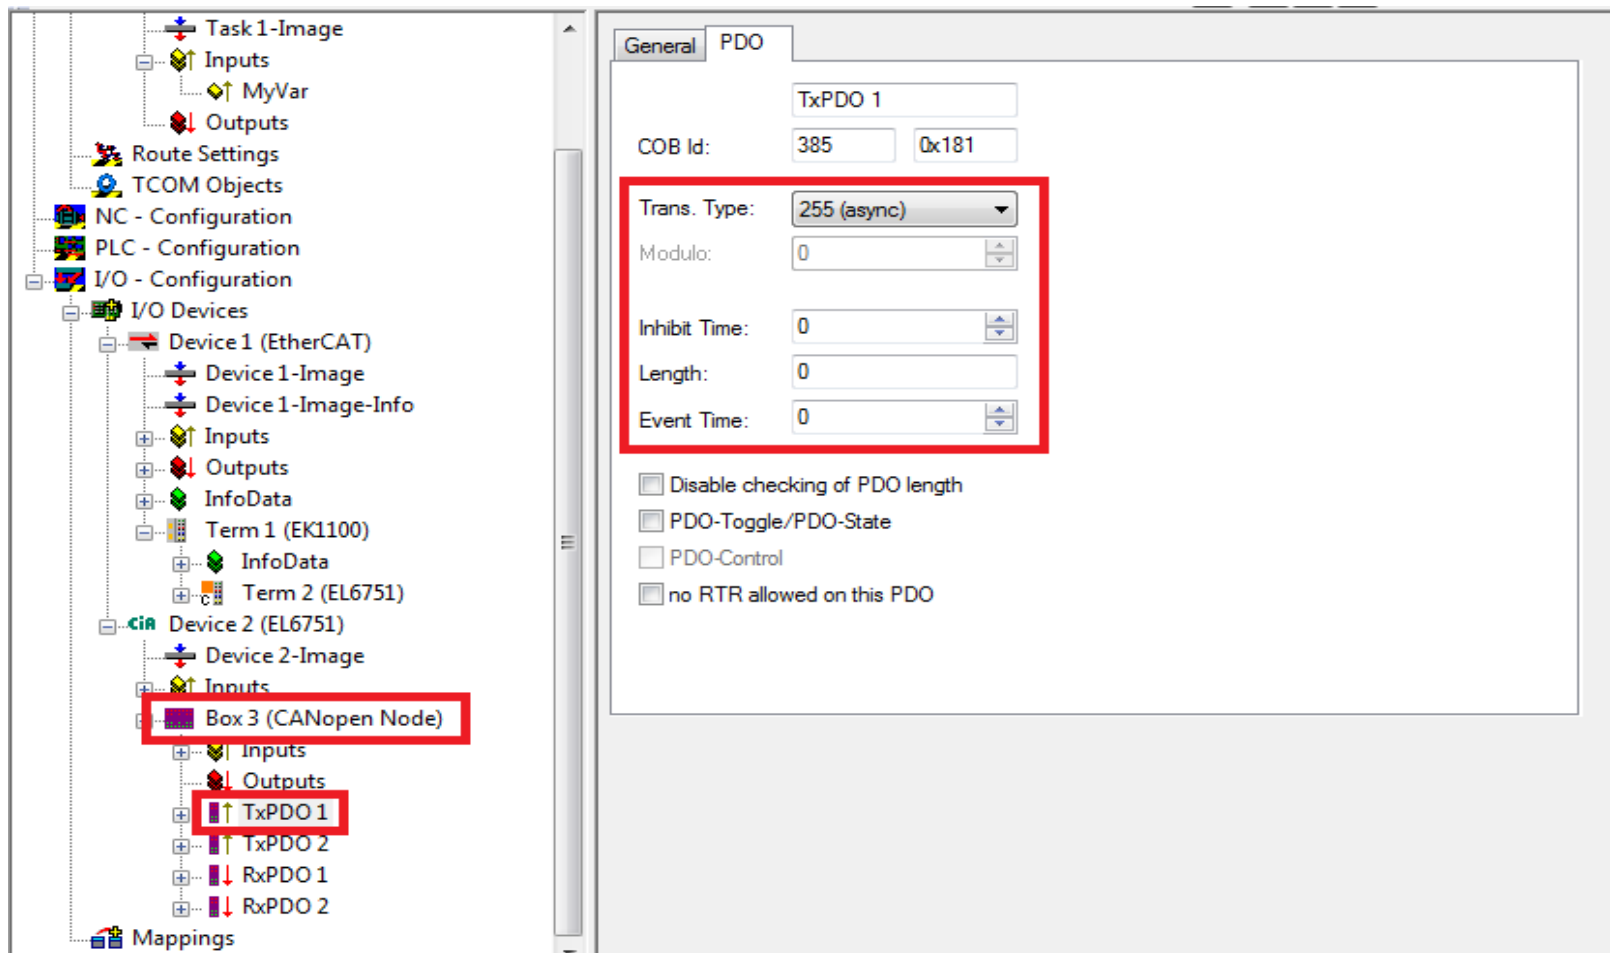 Task 1-Image
Inputs
MyVar
Outputs
Route Settings
TCOM Objects
NC - Configuration
PLC - Configuration
I/O - Configuration
I/O Devices
Device 1 (EtherCAT)
Device 1-Image
Device 1-Image-Info
Inputs
Outputs
InfoData
Term 1 (EK1100)
InfoData
C
Term 2 (EL6751)
CiA Device 2 (EL6751)
Device 2-Image
Inputs
Box 3 (CANopen Node)
Inputs
Outputs
TxPDO 1
TxPDO 2
RxPDO 1
RxPDO 2
Mappings
General PDO
TxPDO 1
COB Id: 385 0x181
Trans. Type: 255 (async)
Modulo: 0
Inhibit Time: 0
Length: 0
Event Time: 0
Disable checking of PDO length
PDO-Toggle/PDO-State
PDO-Control
no RTR allowed on this PDO